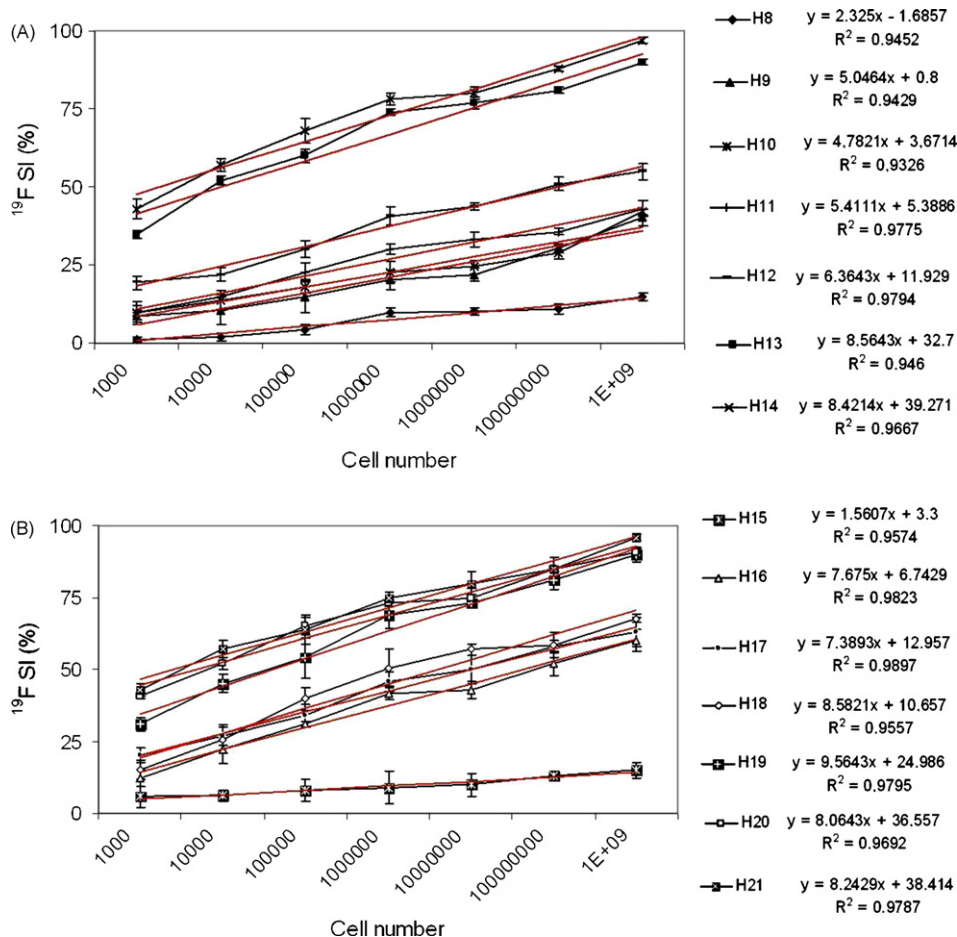 (A)
100
75
50
25
0
19F SI (%)
1000
10000
100000
1000000
10000000
100000000
1E+09
Cell number
H8 y = 2.325x - 1.6857
R2 = 0.9452
H9 y = 5.0464x + 0.8
R2 = 0.9429
H10 y = 4.7821x + 3.6714
R2 = 0.9326
H11 y = 5.4111x + 5.3886
R2 = 0.9775
H12 y = 6.3643x + 11.929
R2 = 0.9794
H13 y = 8.5643x + 32.7
R2 = 0.946
H14 y = 8.4214x + 39.271
R2 = 0.9667
(B)
100
75
50
25
0
19F SI (%)
1000
10000
100000
1000000
10000000
100000000
1E+09
Cell number
H15 y = 1.5607x + 3.3
R2 = 0.9574
H16 y = 7.675x + 6.7429
R2 = 0.9823
H17 y = 7.3893x + 12.957
R2 = 0.9897
H18 y = 8.5821x + 10.657
R2 = 0.9557
H19 y = 9.5643x + 24.986
R2 = 0.9795
H20 y = 8.0643x + 36.557
R2 = 0.9692
H21 y = 8.2429x + 38.414
R2 = 0.9787